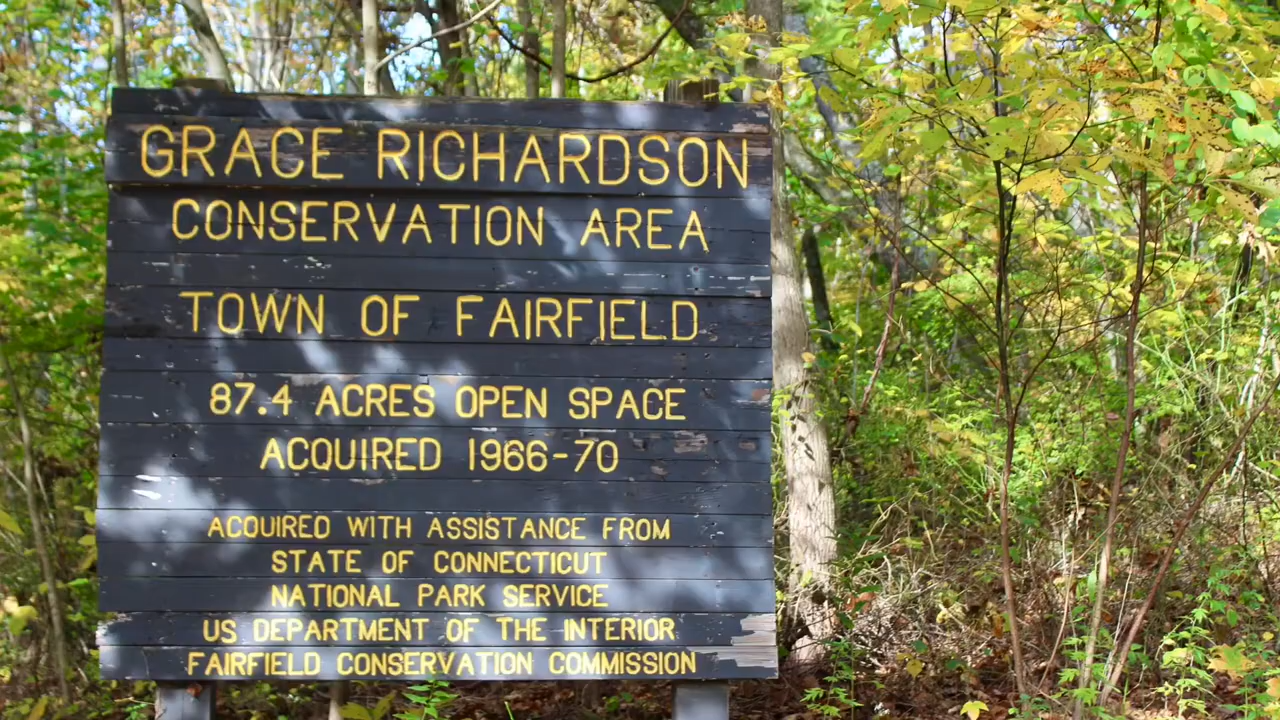 GRACE RICHARDSON
CONSERVATION AREA
TOWN OF FAIRFIELD
87.4 ACRES OPEN SPACE
ACQUIRED 1966-70
ACQUIRED WITH ASSISTANCE FROM
STATE OF CONNECTICUT
NATIONAL PARK SERVICE
US DEPARTMENT OF THE INTERIOR
FAIRFIELD CONSERVATION COMMISSION